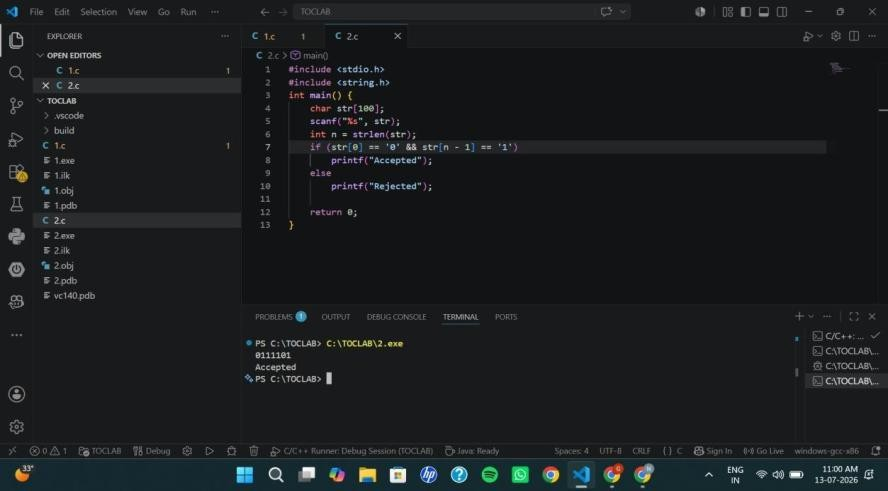 File Edit Selection View Go Run ···
TOCLAB
EXPLORER ···
OPEN EDITORS
C 1.c 1
C 2.c
TOCLAB
.vscode
build
C 1.c 1
1.exe
1.ilk
1.obj
1.pdb
C 2.c
2.exe
2.ilk
2.obj
2.pdb
vc140.pdb
C 1.c 1 C 2.c
C 2.c > main()
1 #include <stdio.h>
2 #include <string.h>
3 int main() {
4 char str[100];
5 scanf("%s", str);
6 int n = strlen(str);
7 if (str[0] == '0' && str[n - 1] == '1')
8 printf("Accepted");
9 else
10 printf("Rejected");
11
12 return 0;
13 }
PROBLEMS 1 OUTPUT DEBUG CONSOLE TERMINAL PORTS
PS C:\TOCLAB> C:\TOCLAB\2.exe
0111101
Accepted
PS C:\TOCLAB>
C/C++: ...
C:\TOCLAB\...
C:\TOCLAB\...
C:\TOCLAB\...
0 1 TOCLAB Debug C/C++ Runner: Debug Session (TOCLAB) Java: Ready Spaces: 4 UTF-8 CRLF { } C Sign In Go Live windows-gcc-x86
33° ENG IN 11:00 AM 13-07-2026